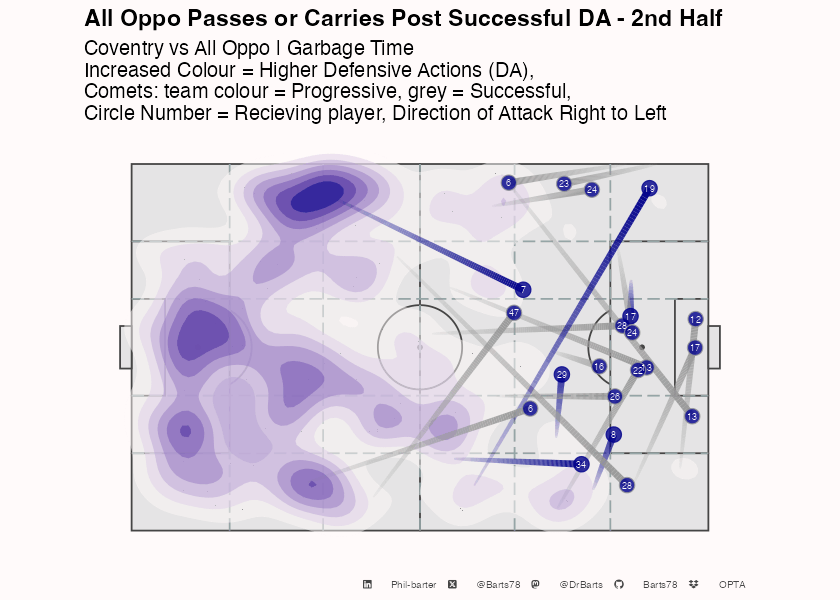 All Oppo Passes or Carries Post Successful DA - 2nd Half
Coventry vs All Oppo | Garbage Time
Increased Colour = Higher Defensive Actions (DA),
Comets: team colour = Progressive, grey = Successful,
Circle Number = Recieving player, Direction of Attack Right to Left
6 23 24 19
7
47
17
28 24
12
17
16
22 13
29
26
6
13
8
34
28
Phil-barter @Barts78 @DrBarts Barts78 OPTA